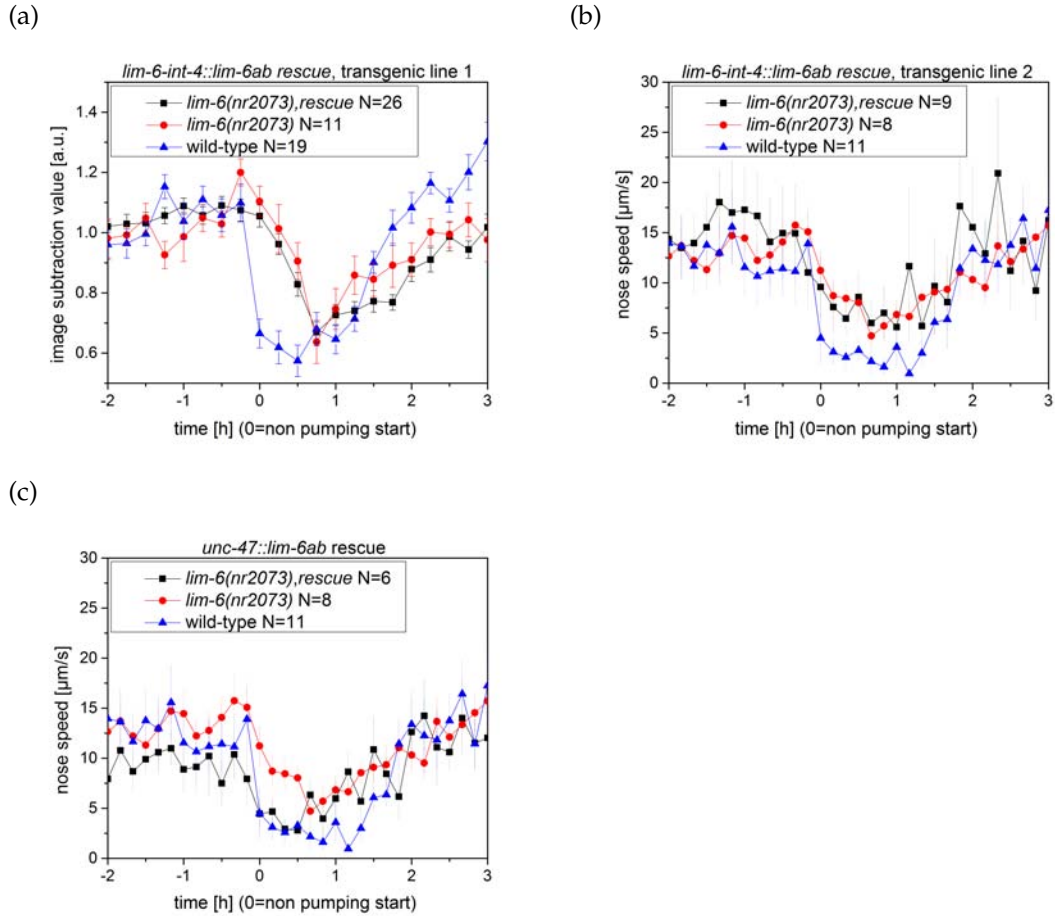 (a)
lim-6-int-4::lim-6ab rescue, transgenic line 1
lim-6(nr2073),rescue N=26
lim-6(nr2073) N=11
wild-type N=19
1.4
1.2
1.0
0.8
0.6
image subtraction value [a.u.]
-2 -1 0 1 2 3
time [h] (0=non pumping start)
(b)
lim-6-int-4::lim-6ab rescue, transgenic line 2
lim-6(nr2073),rescue N=9
lim-6(nr2073) N=8
wild-type N=11
30
25
20
15
10
5
0
nose speed [µm/s]
-2 -1 0 1 2 3
time [h] (0=non pumping start)
(c)
unc-47::lim-6ab rescue
lim-6(nr2073),rescue N=6
lim-6(nr2073) N=8
wild-type N=11
30
25
20
15
10
5
0
nose speed [µm/s]
-2 -1 0 1 2 3
time [h] (0=non pumping start)